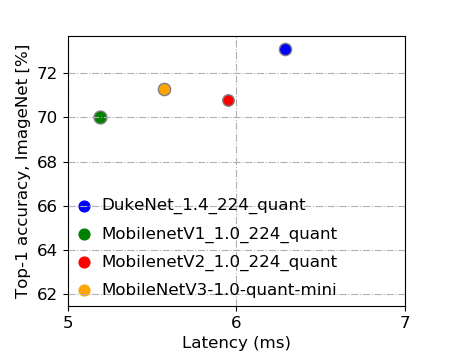 Top-1 accuracy, ImageNet [%]
72
70
68
66
64
62
DukeNet_1.4_224_quant
MobilenetV1_1.0_224_quant
MobilenetV2_1.0_224_quant
MobileNetV3-1.0-quant-mini
5 6 7
Latency (ms)